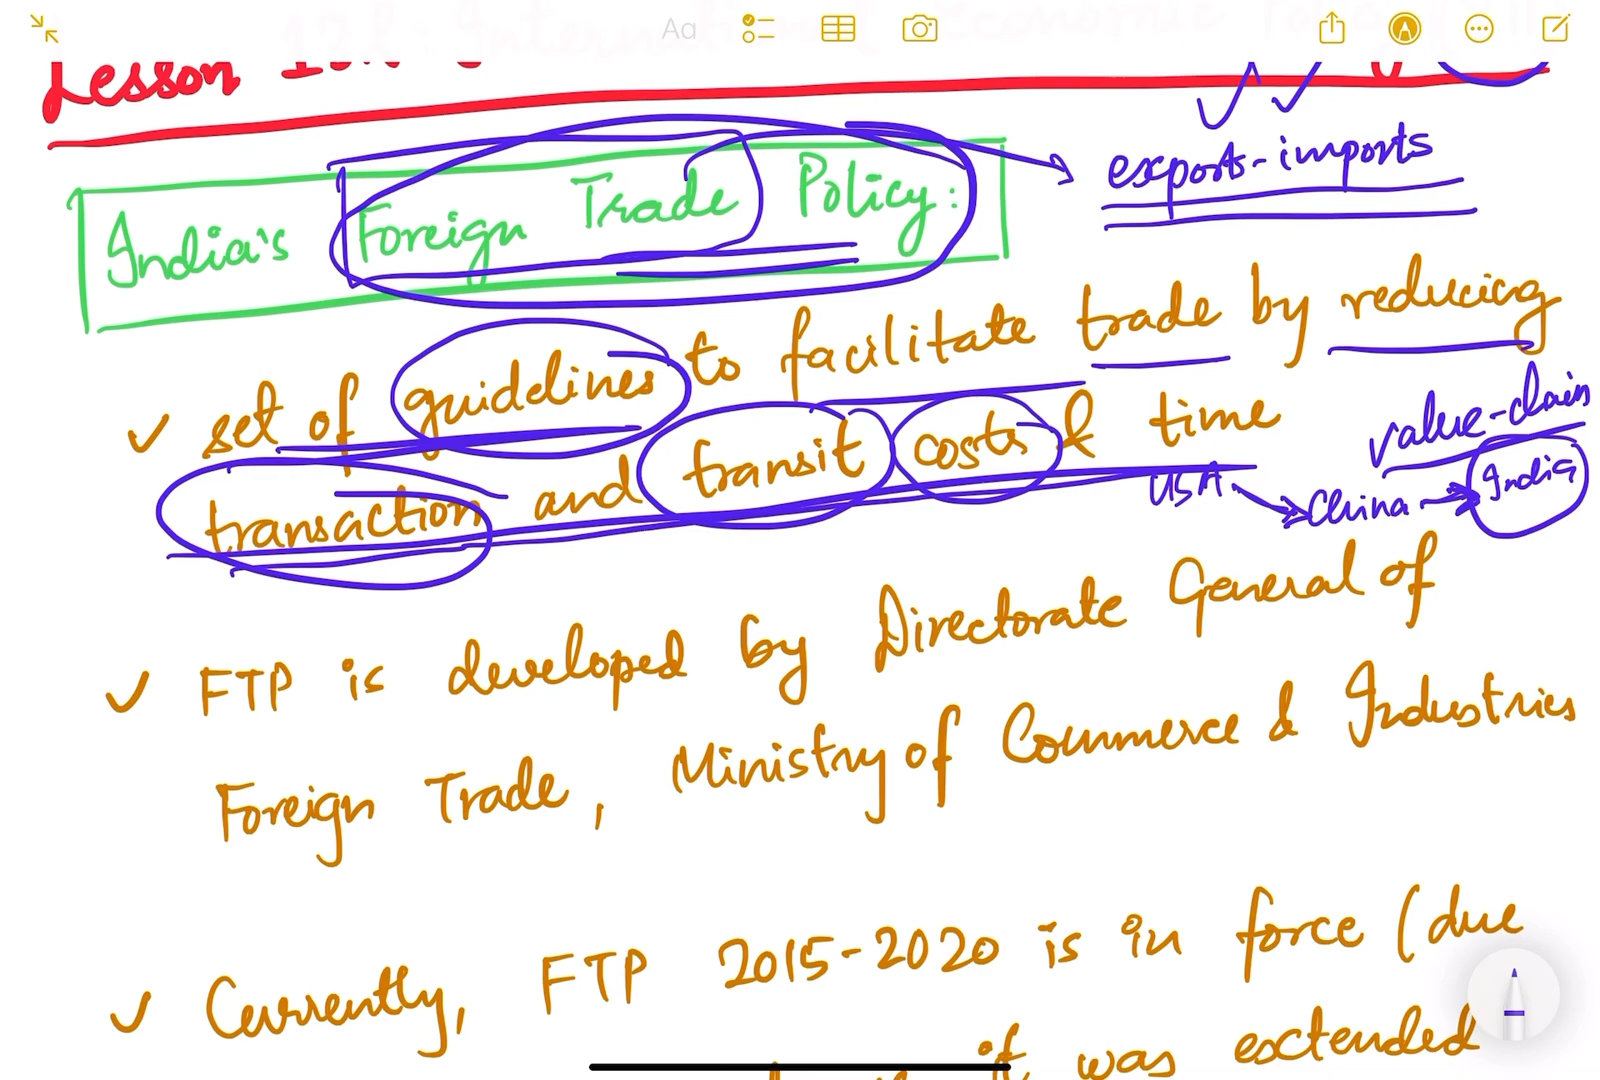 Aa
Lesson
exports-imports
India's Foreign Trade Policy:
set of guidelines to facilitate trade by reducing
transaction and transit costs & time
value-chain
USA China India
FTP is developed by Directorate General of
Foreign Trade, Ministry of Commerce & Industries
Currently, FTP 2015-2020 is in force (due
it was extended